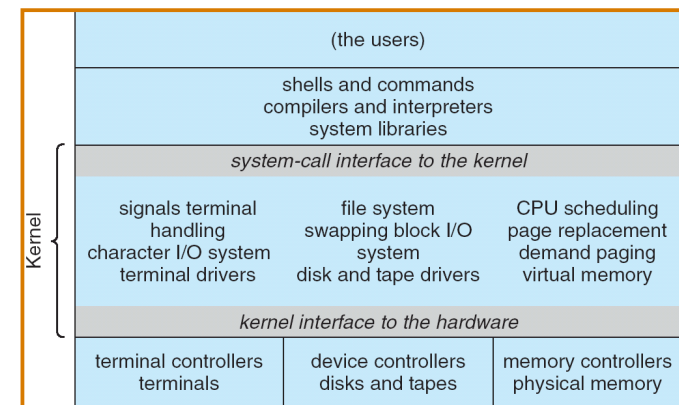 (the users)
shells and commands
compilers and interpreters
system libraries
system-call interface to the kernel
Kernel
signals terminal
handling
character I/O system
terminal drivers
file system
swapping block I/O
system
disk and tape drivers
CPU scheduling
page replacement
demand paging
virtual memory
kernel interface to the hardware
terminal controllers
terminals
device controllers
disks and tapes
memory controllers
physical memory